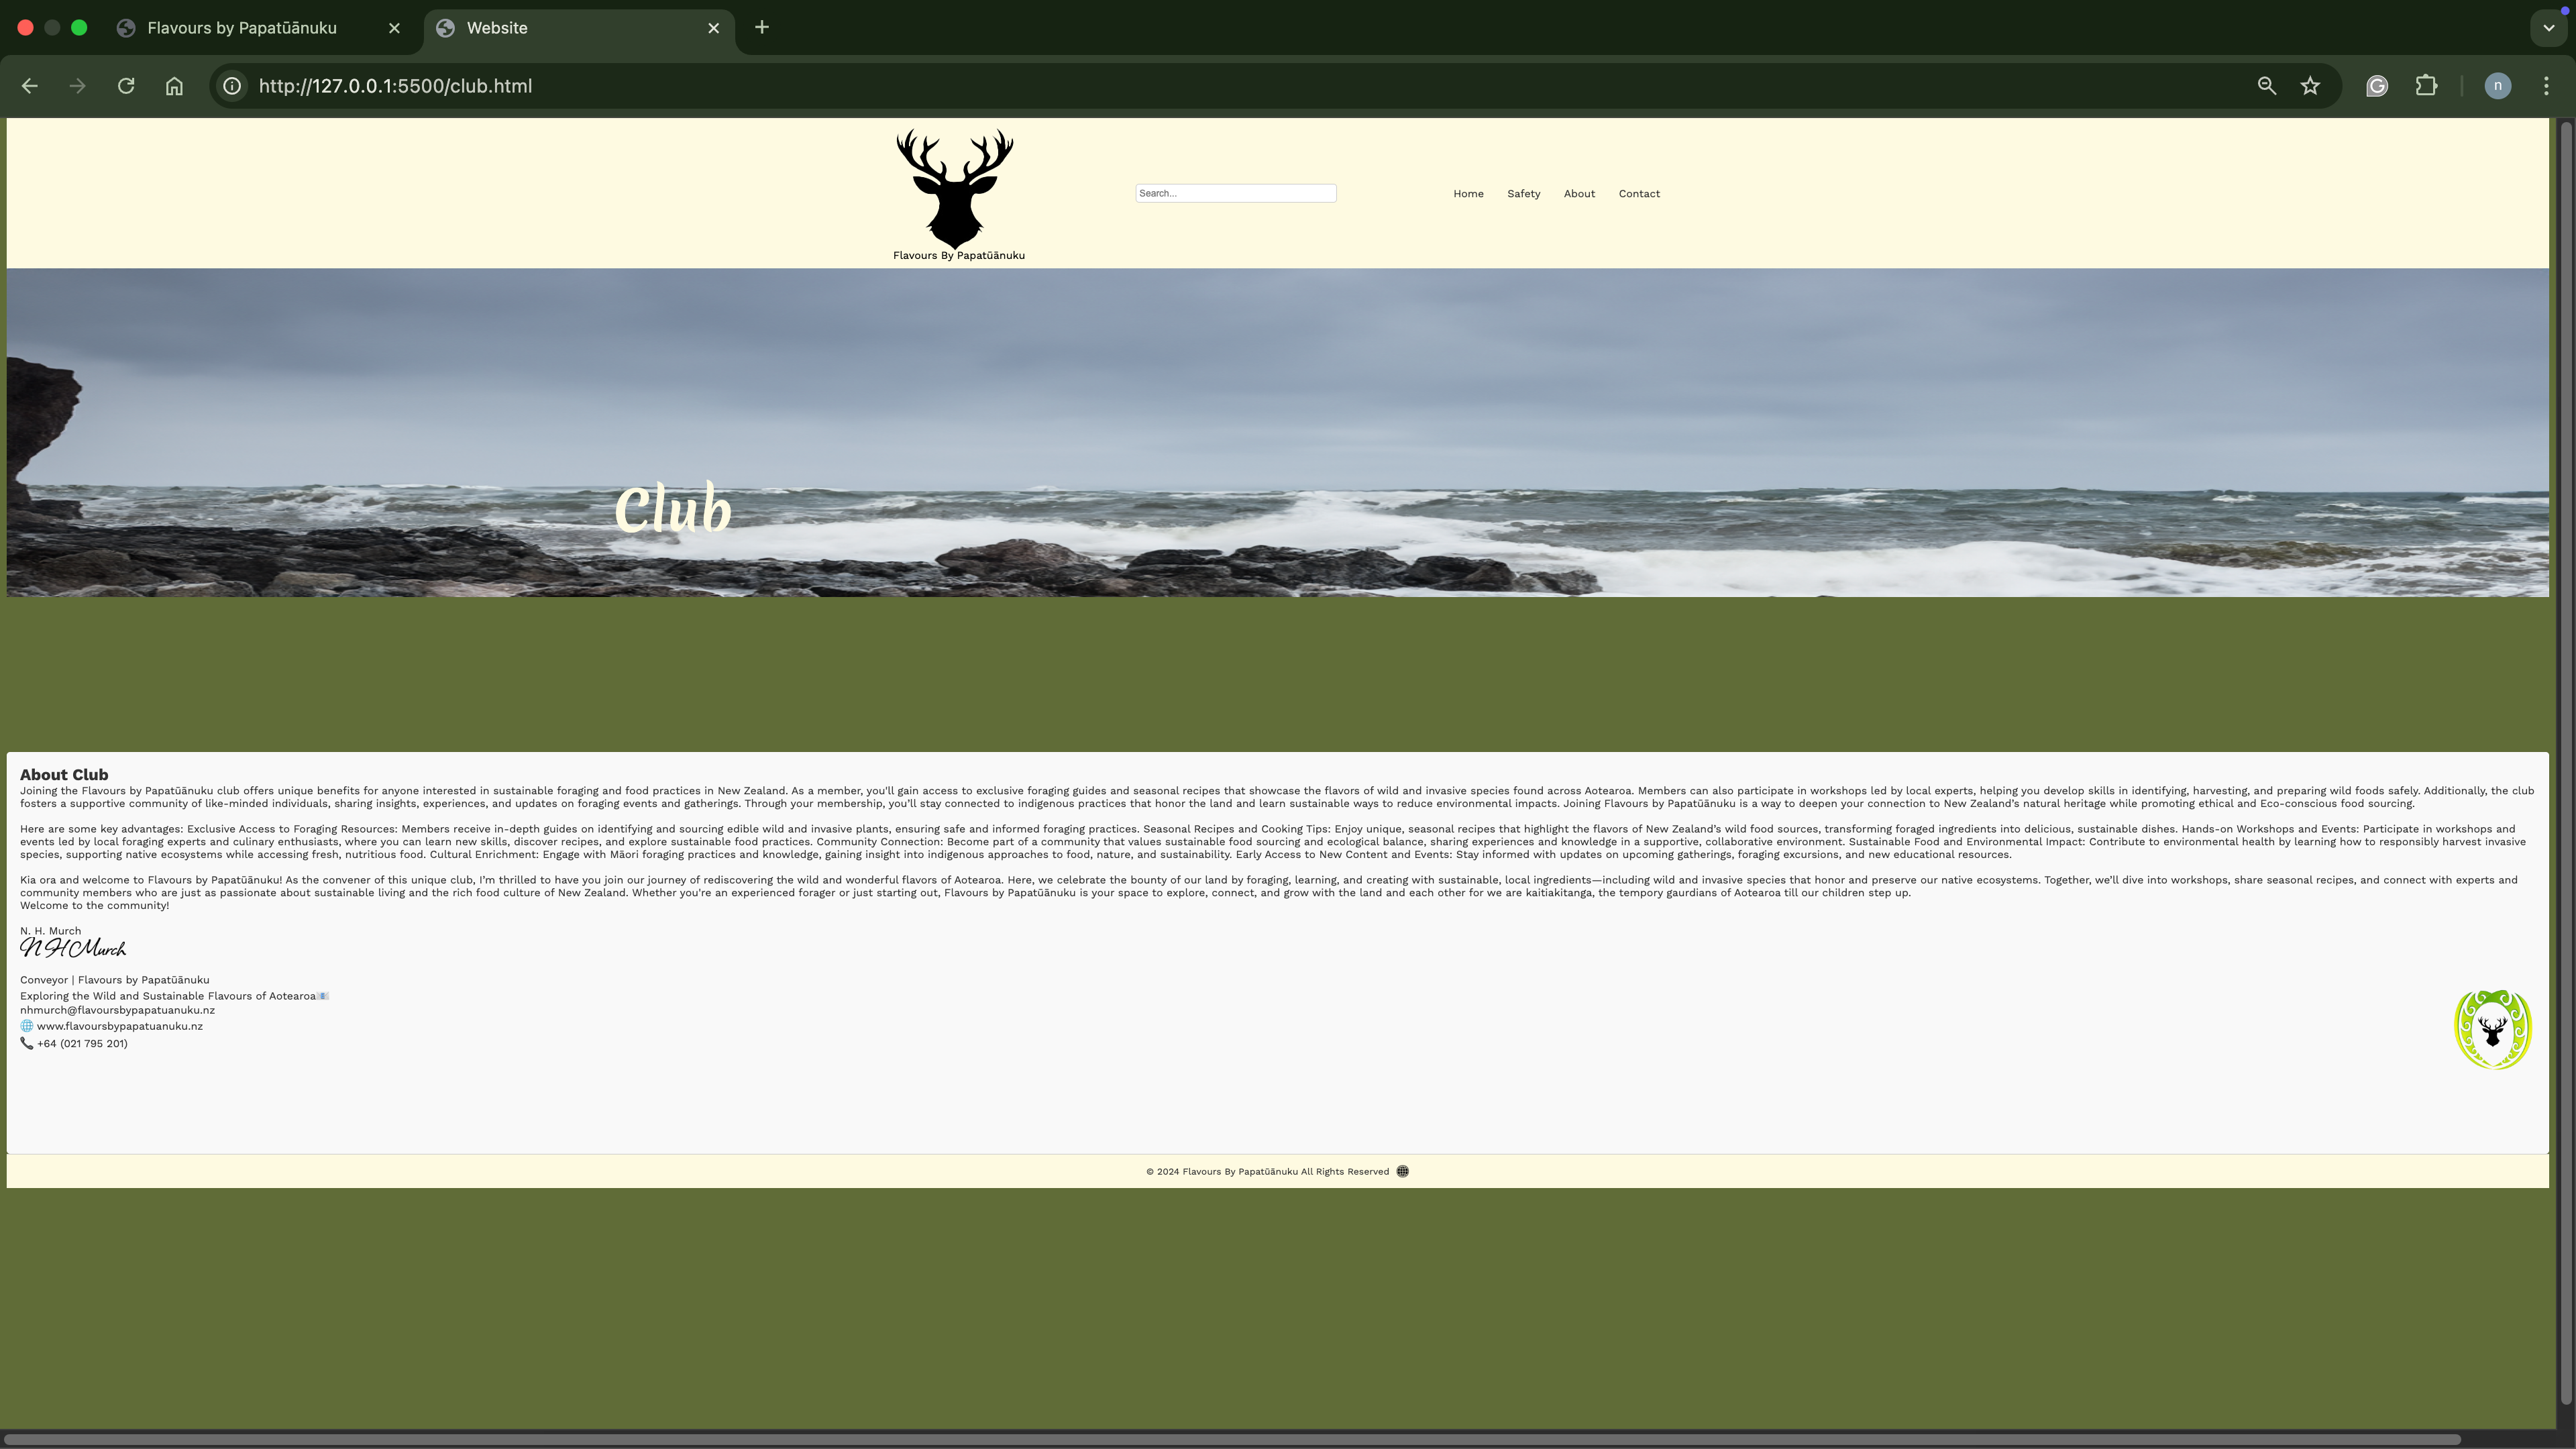 Flavours by Papatūānuku
Website
http://127.0.0.1:5500/club.html
n
Flavours By Papatūānuku
Search...
Home Safety About Contact
Club
About Club
Joining the Flavours by Papatūānuku club offers unique benefits for anyone interested in sustainable foraging and food practices in New Zealand. As a member, you'll gain access to exclusive foraging guides and seasonal recipes that showcase the flavors of wild and invasive species found across Aotearoa. Members can also participate in workshops led by local experts, helping you develop skills in identifying, harvesting, and preparing wild foods safely. Additionally, the club
fosters a supportive community of like-minded individuals, sharing insights, experiences, and updates on foraging events and gatherings. Through your membership, you’ll stay connected to indigenous practices that honor the land and learn sustainable ways to reduce environmental impacts. Joining Flavours by Papatūānuku is a way to deepen your connection to New Zealand’s natural heritage while promoting ethical and Eco-conscious food sourcing.
Here are some key advantages: Exclusive Access to Foraging Resources: Members receive in-depth guides on identifying and sourcing edible wild and invasive plants, ensuring safe and informed foraging practices. Seasonal Recipes and Cooking Tips: Enjoy unique, seasonal recipes that highlight the flavors of New Zealand’s wild food sources, transforming foraged ingredients into delicious, sustainable dishes. Hands-on Workshops and Events: Participate in workshops and
events led by local foraging experts and culinary enthusiasts, where you can learn new skills, discover recipes, and explore sustainable food practices. Community Connection: Become part of a community that values sustainable food sourcing and ecological balance, sharing experiences and knowledge in a supportive, collaborative environment. Sustainable Food and Environmental Impact: Contribute to environmental health by learning how to responsibly harvest invasive
species, supporting native ecosystems while accessing fresh, nutritious food. Cultural Enrichment: Engage with Māori foraging practices and knowledge, gaining insight into indigenous approaches to food, nature, and sustainability. Early Access to New Content and Events: Stay informed with updates on upcoming gatherings, foraging excursions, and new educational resources.
Kia ora and welcome to Flavours by Papatūānuku! As the convener of this unique club, I’m thrilled to have you join our journey of rediscovering the wild and wonderful flavors of Aotearoa. Here, we celebrate the bounty of our land by foraging, learning, and creating with sustainable, local ingredients—including wild and invasive species that honor and preserve our native ecosystems. Together, we’ll dive into workshops, share seasonal recipes, and connect with experts and
community members who are just as passionate about sustainable living and the rich food culture of New Zealand. Whether you're an experienced forager or just starting out, Flavours by Papatūānuku is your space to explore, connect, and grow with the land and each other for we are kaitiakitanga, the tempory gaurdians of Aotearoa till our children step up.
Welcome to the community!
N. H. Murch
N H Murch
Conveyor | Flavours by Papatūānuku
Exploring the Wild and Sustainable Flavours of Aotearoa📧
nhmurch@flavoursbypapatuanuku.nz
🌐 www.flavoursbypapatuanuku.nz
📞 +64 (021 795 201)
© 2024 Flavours By Papatūānuku All Rights Reserved